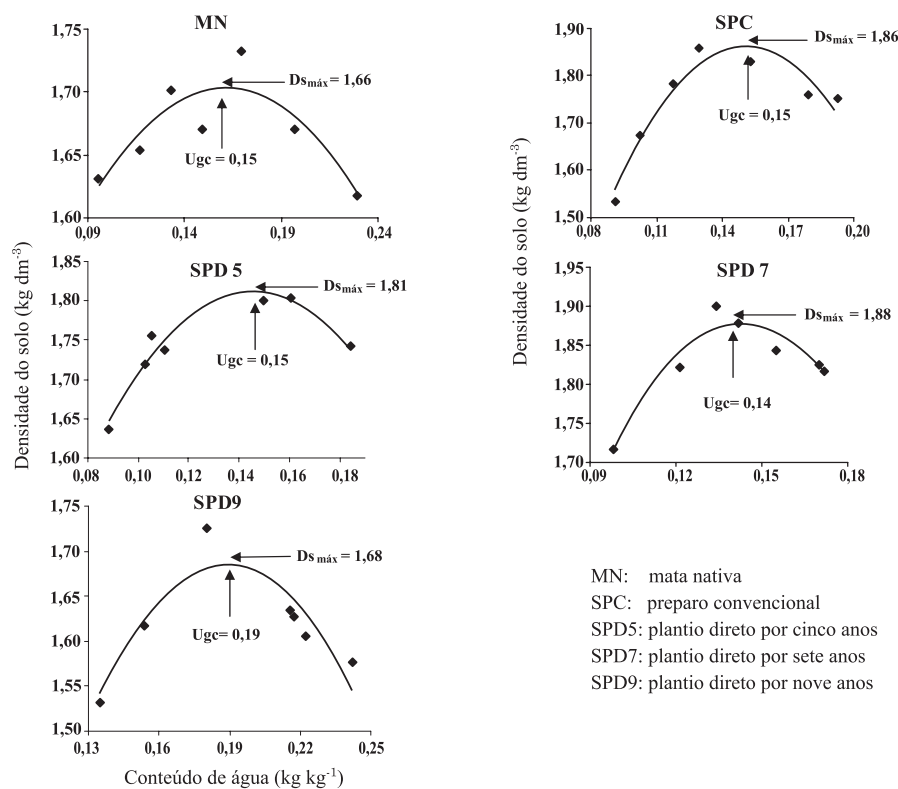 MN
1,75
1,70
1,65
1,60
0,09 0,14 0,19 0,24
Ds máx = 1,66
Ugc = 0,15
SPC
1,90
1,80
1,70
1,60
1,50
0,08 0,11 0,14 0,17 0,20
Ds máx = 1,86
Ugc = 0,15
Densidade do solo (kg dm-3)
Densidade do solo (kg dm-3)
SPD 5
1,85
1,80
1,75
1,70
1,65
1,60
0,08 0,10 0,12 0,14 0,16 0,18
Ds máx = 1,81
Ugc = 0,15
SPD 7
1,95
1,90
1,85
1,80
1,75
1,70
0,09 0,12 0,15 0,18
Ds máx = 1,88
Ugc= 0,14
SPD9
1,75
1,70
1,65
1,60
1,55
1,50
0,13 0,16 0,19 0,22 0,25
Ds máx = 1,68
Ugc= 0,19
Conteúdo de água (kg kg-1)
MN: mata nativa
SPC: preparo convencional
SPD5: plantio direto por cinco anos
SPD7: plantio direto por sete anos
SPD9: plantio direto por nove anos